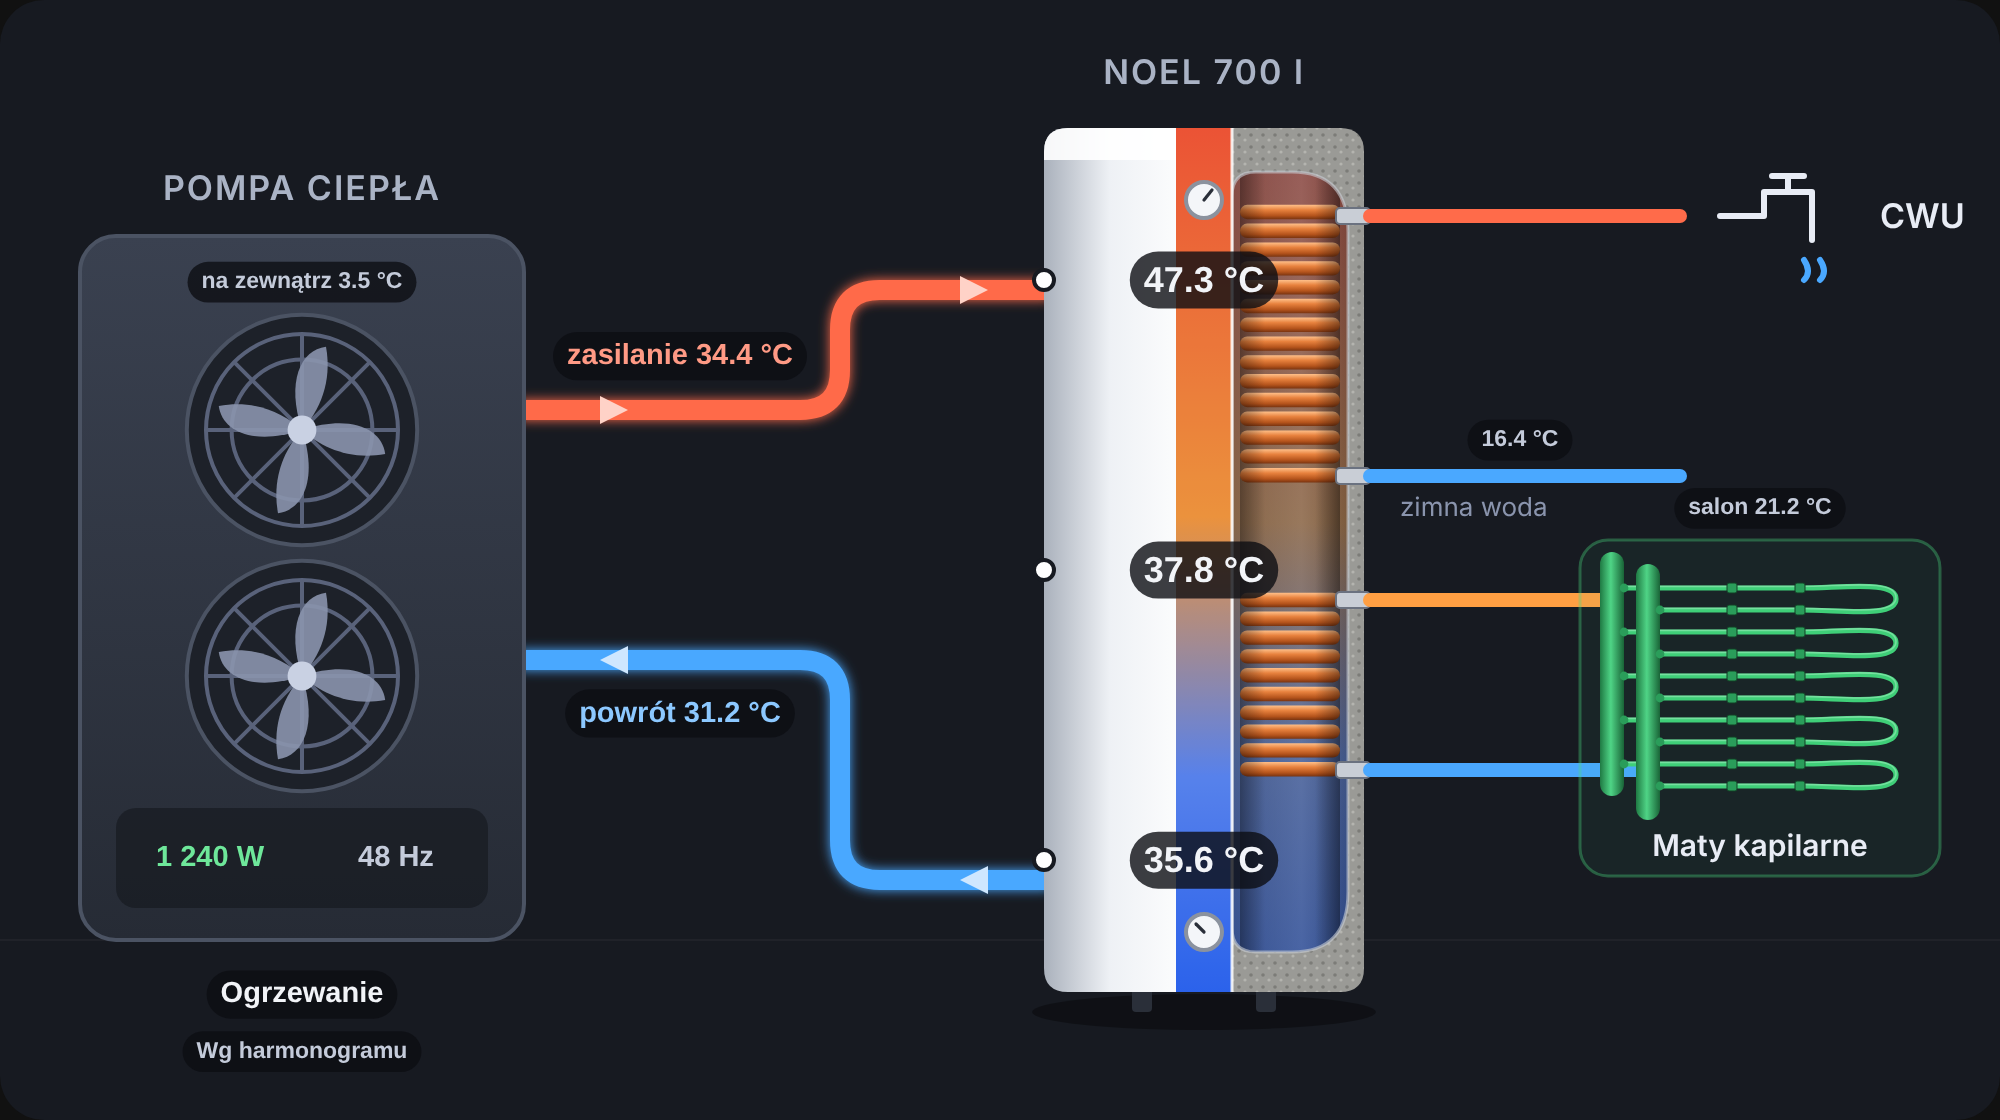 NOEL 700 l
POMPA CIEPŁA
na zewnątrz 3.5 °C
CWU
47.3 °C
zasilanie 34.4 °C
16.4 °C
zimna woda
salon 21.2 °C
37.8 °C
powrót 31.2 °C
Maty kapilarne
1 240 W
48 Hz
35.6 °C
Ogrzewanie
Wg harmonogramu